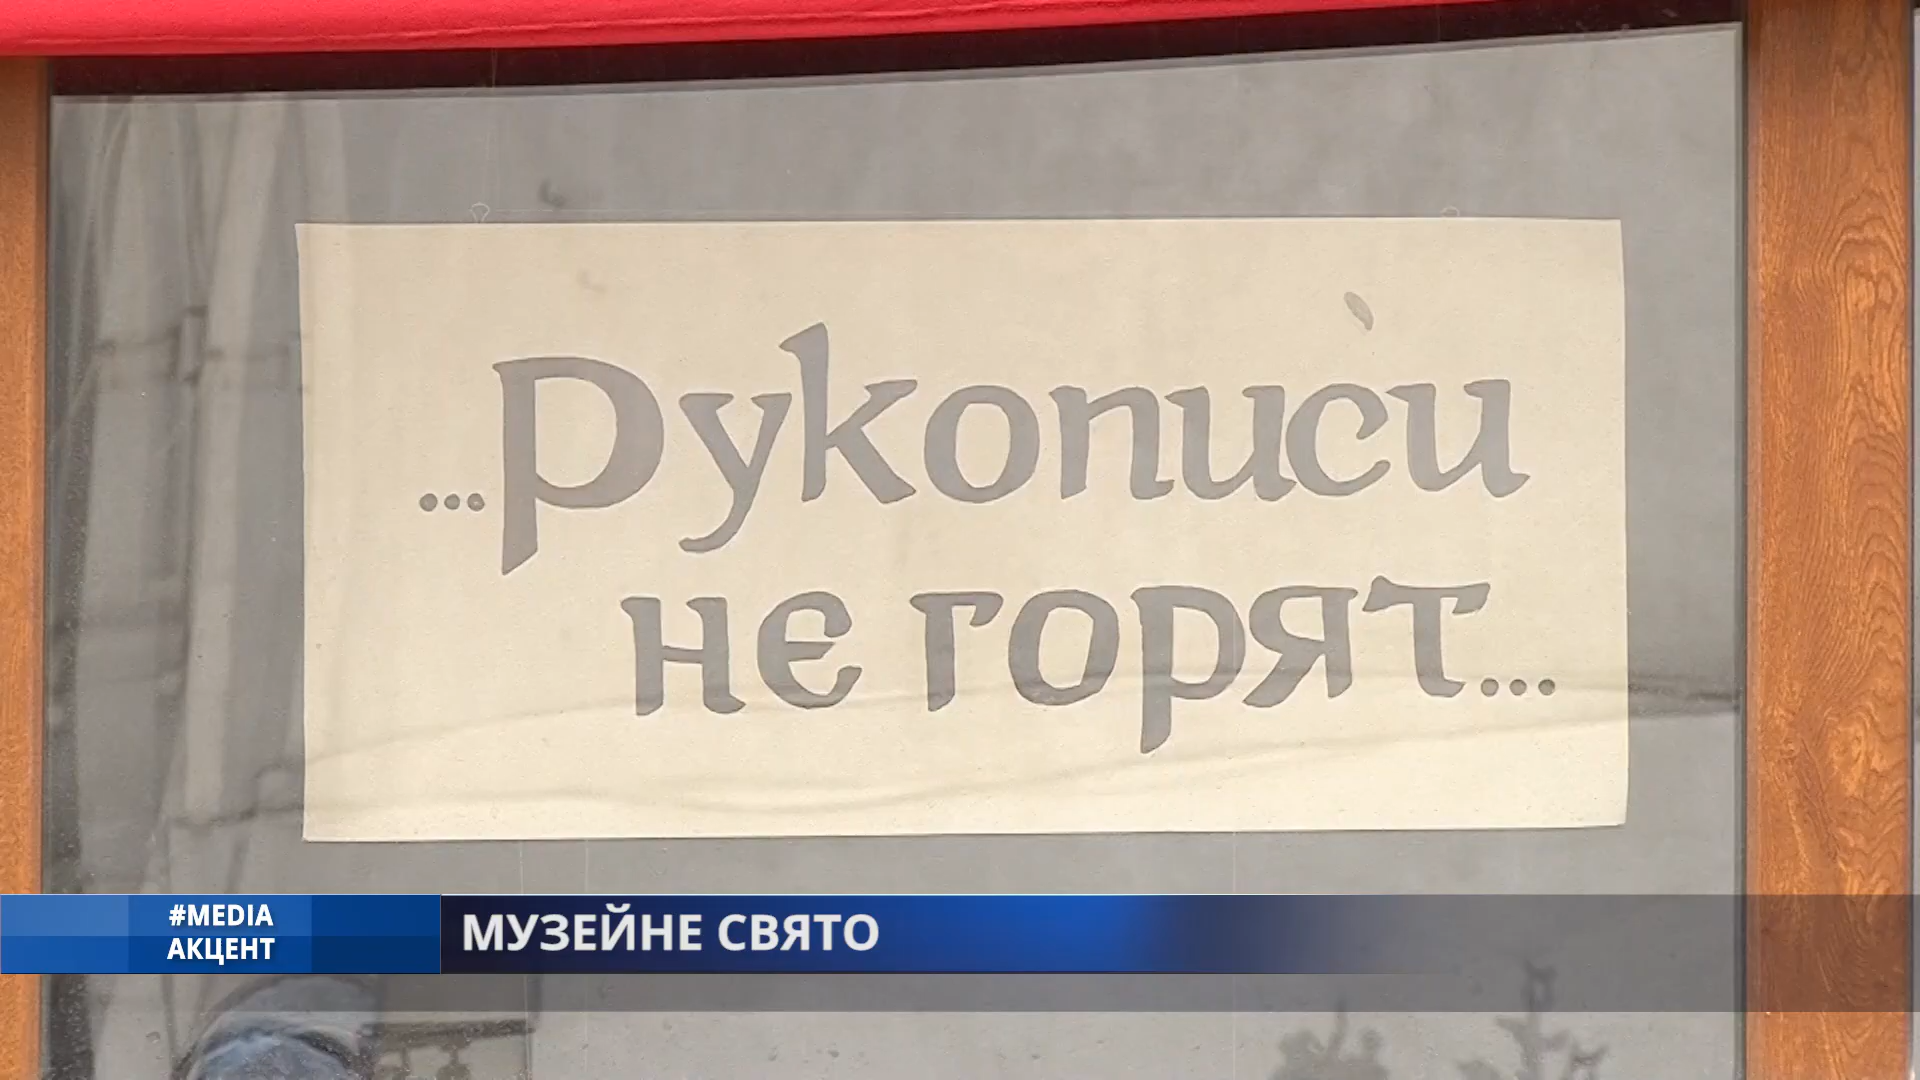 ...Рукописи
не горят...
#MEDIA
АКЦЕНТ
МУЗЕЙНЕ СВЯТО